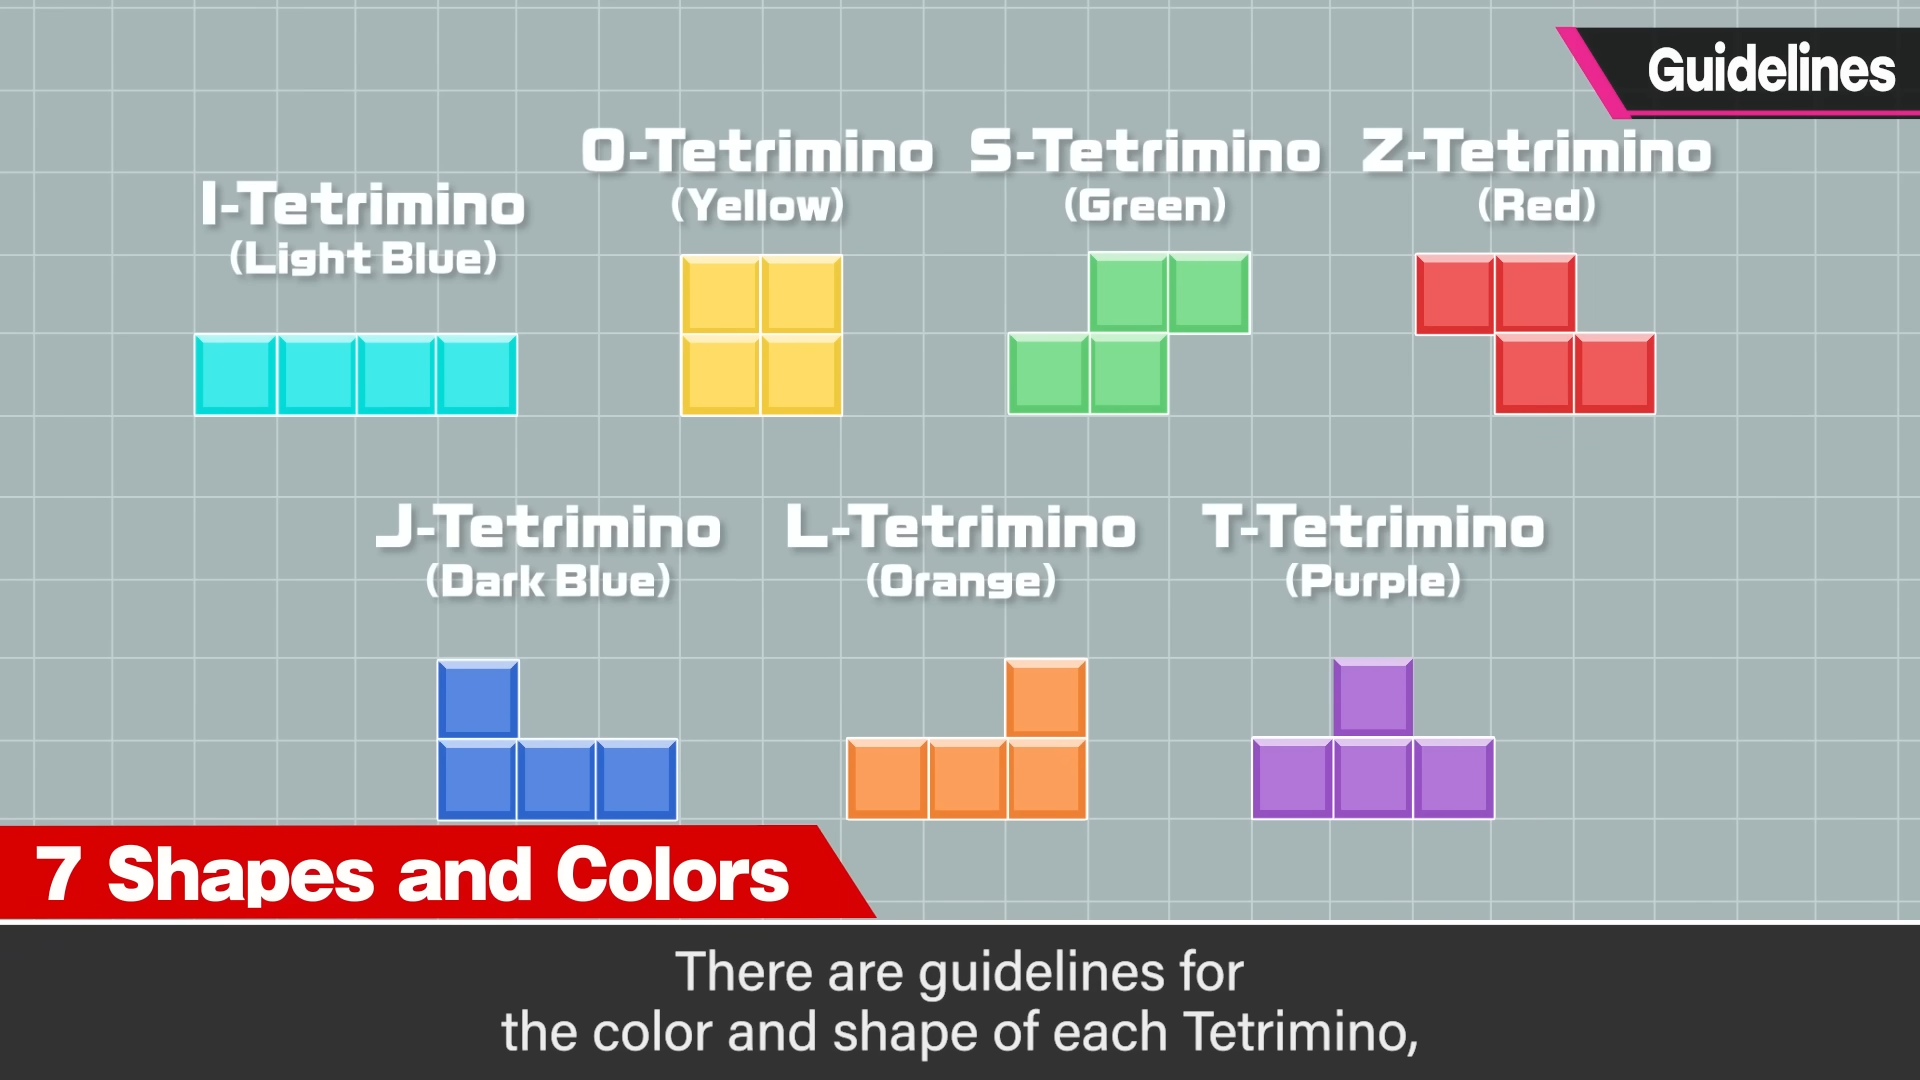 Guidelines
I-Tetrimino
(Light Blue)
O-Tetrimino
(Yellow)
S-Tetrimino
(Green)
Z-Tetrimino
(Red)
J-Tetrimino
(Dark Blue)
L-Tetrimino
(Orange)
T-Tetrimino
(Purple)
7 Shapes and Colors
There are guidelines for
the color and shape of each Tetrimino,